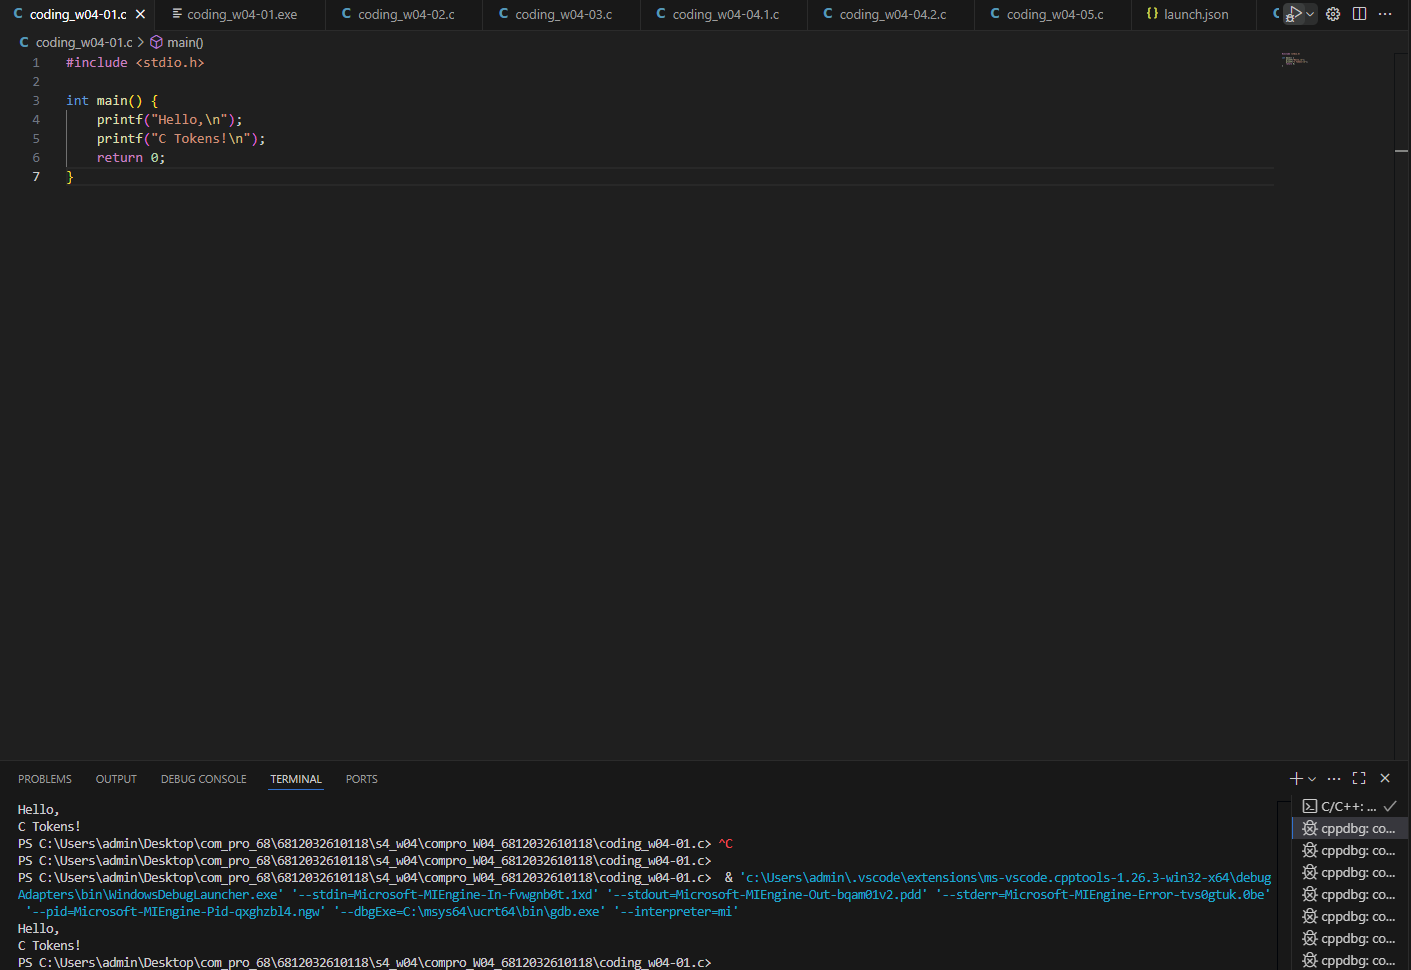 coding_w04-01.c
coding_w04-01.exe
coding_w04-02.c
coding_w04-03.c
coding_w04-04.1.c
coding_w04-04.2.c
coding_w04-05.c
launch.json
coding_w04-01.c > main()
1 #include <stdio.h>
2
3 int main() {
4 printf("Hello,\n");
5 printf("C Tokens!\n");
6 return 0;
7 }
PROBLEMS OUTPUT DEBUG CONSOLE TERMINAL PORTS
Hello,
C Tokens!
PS C:\Users\admin\Desktop\com_pro_68\6812032610118\s4_w04\compro_W04_6812032610118\coding_w04-01.c> ^C
PS C:\Users\admin\Desktop\com_pro_68\6812032610118\s4_w04\compro_W04_6812032610118\coding_w04-01.c>
PS C:\Users\admin\Desktop\com_pro_68\6812032610118\s4_w04\compro_W04_6812032610118\coding_w04-01.c>  & 'c:\Users\admin\.vscode\extensions\ms-vscode.cpptools-1.26.3-win32-x64\debug
Adapters\bin\WindowsDebugLauncher.exe' '--stdin=Microsoft-MIEngine-In-fvwgnb0t.1xd' '--stdout=Microsoft-MIEngine-Out-bqam01v2.pdd' '--stderr=Microsoft-MIEngine-Error-tvs0gtuk.0be'
'--pid=Microsoft-MIEngine-Pid-qxghzbl4.ngw' '--dbgExe=C:\msys64\ucrt64\bin\gdb.exe' '--interpreter=mi'
Hello,
C Tokens!
PS C:\Users\admin\Desktop\com_pro_68\6812032610118\s4_w04\compro_W04_6812032610118\coding_w04-01.c>
C/C++: ...
cppdbg: co...
cppdbg: co...
cppdbg: co...
cppdbg: co...
cppdbg: co...
cppdbg: co...
cppdbg: co...